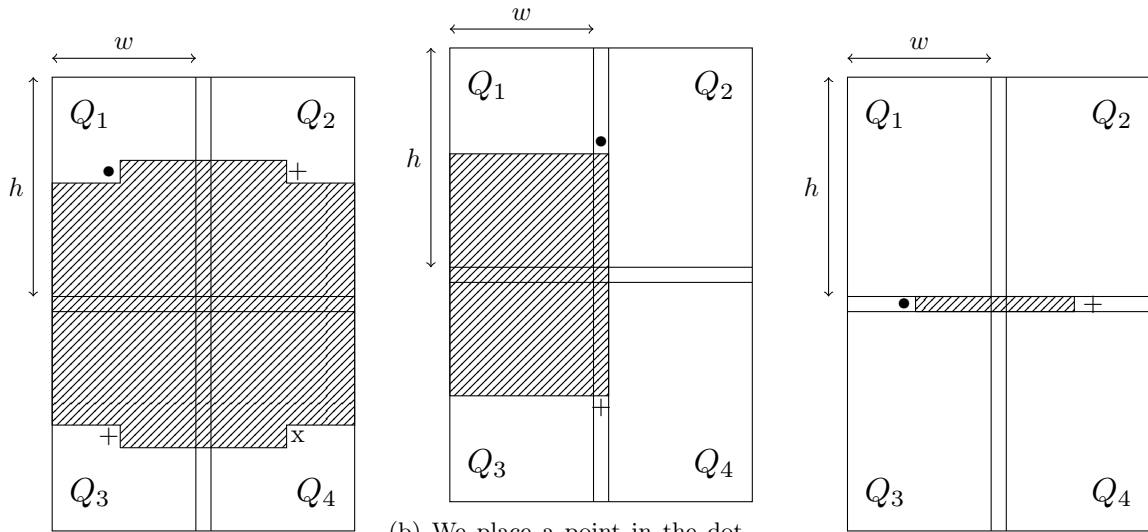 w
h
Q1
Q2
+
+
x
Q3
Q4
w
h
Q1
Q2
+
Q3
Q4
(b) We place a point in the dot
w
h
Q1
Q2
+
Q3
Q4